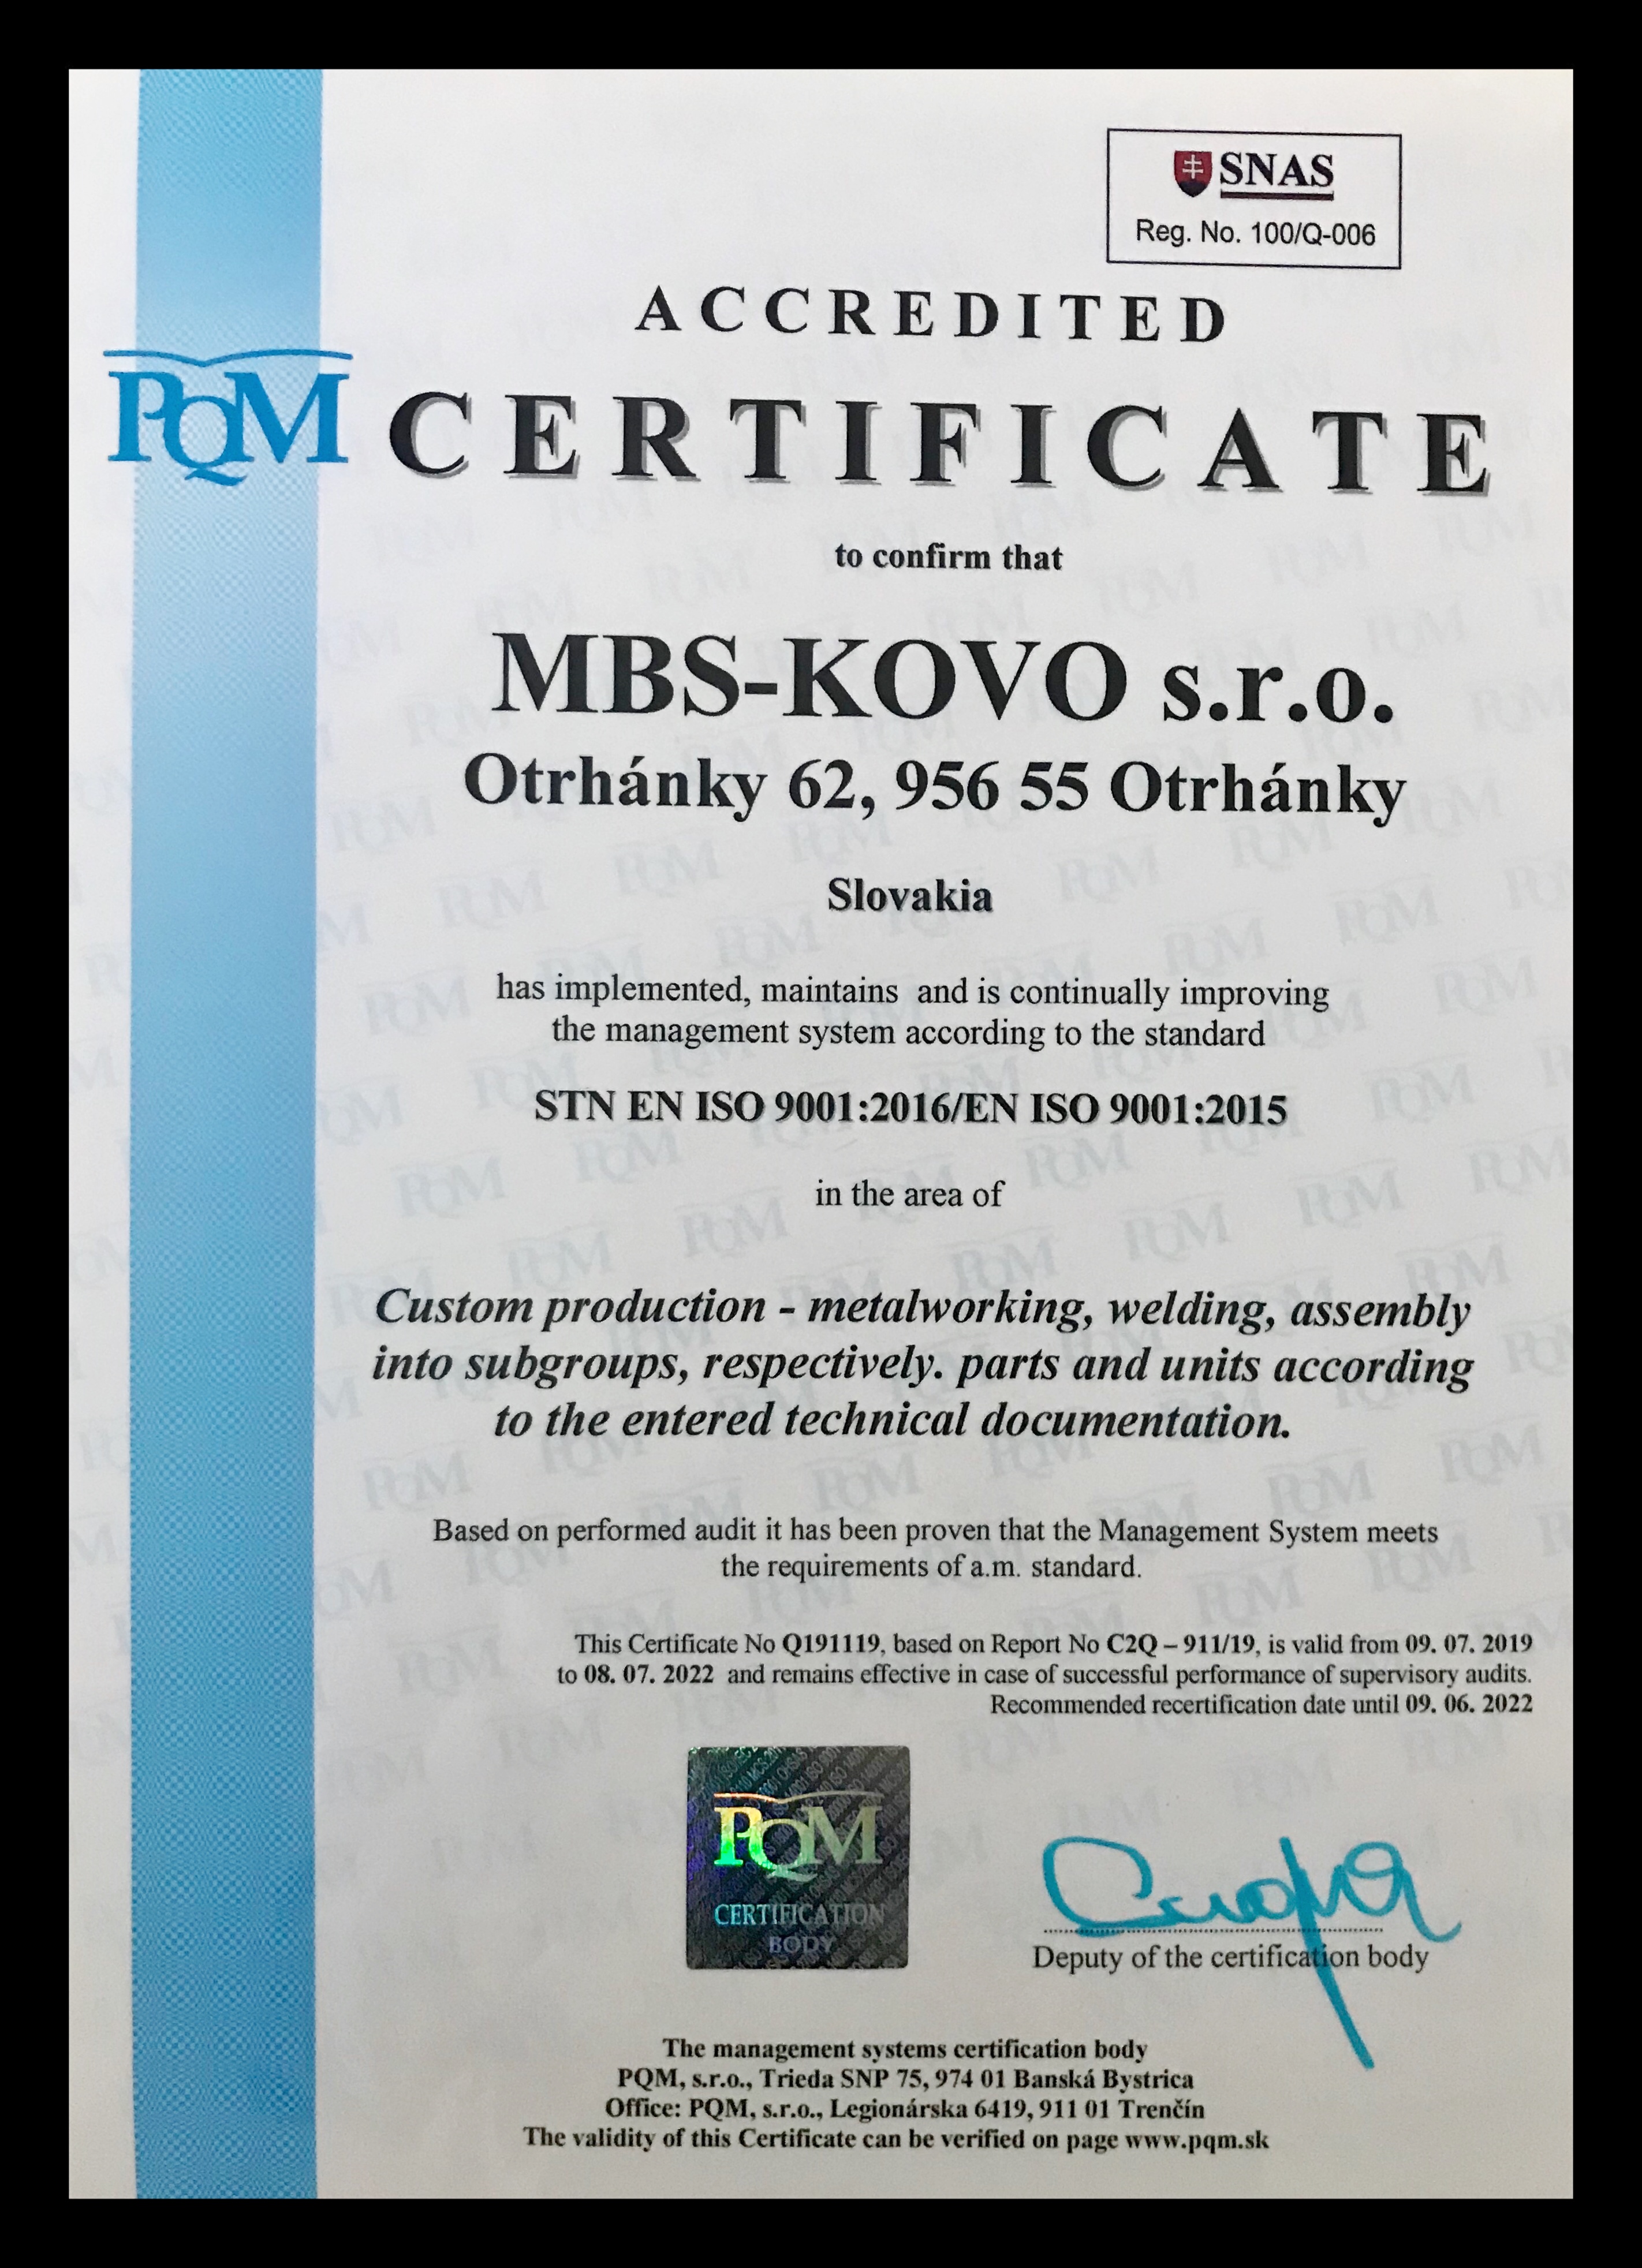 SNAS
Reg. No. 100/Q-006
ACCREDITED
PQM
CERTIFICATE
to confirm that
MBS-KOVO s.r.o.
Otrhánky 62, 956 55 Otrhánky
Slovakia
has implemented, maintains and is continually improving
the management system according to the standard
STN EN ISO 9001:2016/EN ISO 9001:2015
in the area of
Custom production - metalworking, welding, assembly
into subgroups, respectively. parts and units according
to the entered technical documentation.
Based on performed audit it has been proven that the Management System meets
the requirements of a.m. standard.
This Certificate No Q191119, based on Report No C2Q – 911/19, is valid from 09. 07. 2019
to 08. 07. 2022 and remains effective in case of successful performance of supervisory audits.
Recommended recertification date until 09. 06. 2022
PQM
CERTIFICATION
BODY
Deputy of the certification body
The management systems certification body
PQM, s.r.o., Trieda SNP 75, 974 01 Banská Bystrica
Office: PQM, s.r.o., Legionárska 6419, 911 01 Trenčín
The validity of this Certificate can be verified on page www.pqm.sk